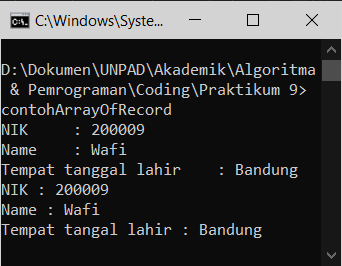 C:\Windows\Syste...
D:\Dokumen\UNPAD\Akademik\Algoritma
& Pemrograman\Coding\Praktikum 9>
contohArrayOfRecord
NIK     : 200009
Name    : Wafi
Tempat tanggal lahir    : Bandung
NIK : 200009
Name : Wafi
Tempat tangal lahir : Bandung